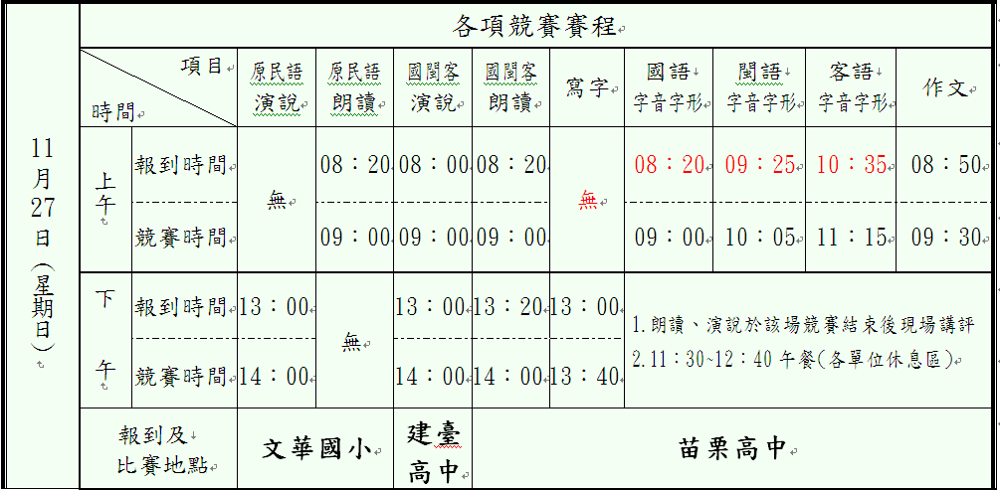 各項競賽賽程
項目
時間
原民語
演說
原民語
朗讀
國閩客
演說
國閩客
朗讀
寫字
國語
字音字形
閩語
字音字形
客語
字音字形
作文
11
月
27
日
(星期日)
上午
報到時間
無
08:20
08:00
08:20
無
08:20
09:25
10:35
08:50
競賽時間
09:00
09:00
09:00
09:00
10:05
11:15
09:30
下午
報到時間
13:00
無
13:00
13:20
13:00
競賽時間
14:00
14:00
14:00
13:40
1.朗讀、演說於該場競賽結束後現場講評
2.11:30~12:40 午餐(各單位休息區)
報到及
比賽地點
文華國小
建臺
高中
苗栗高中